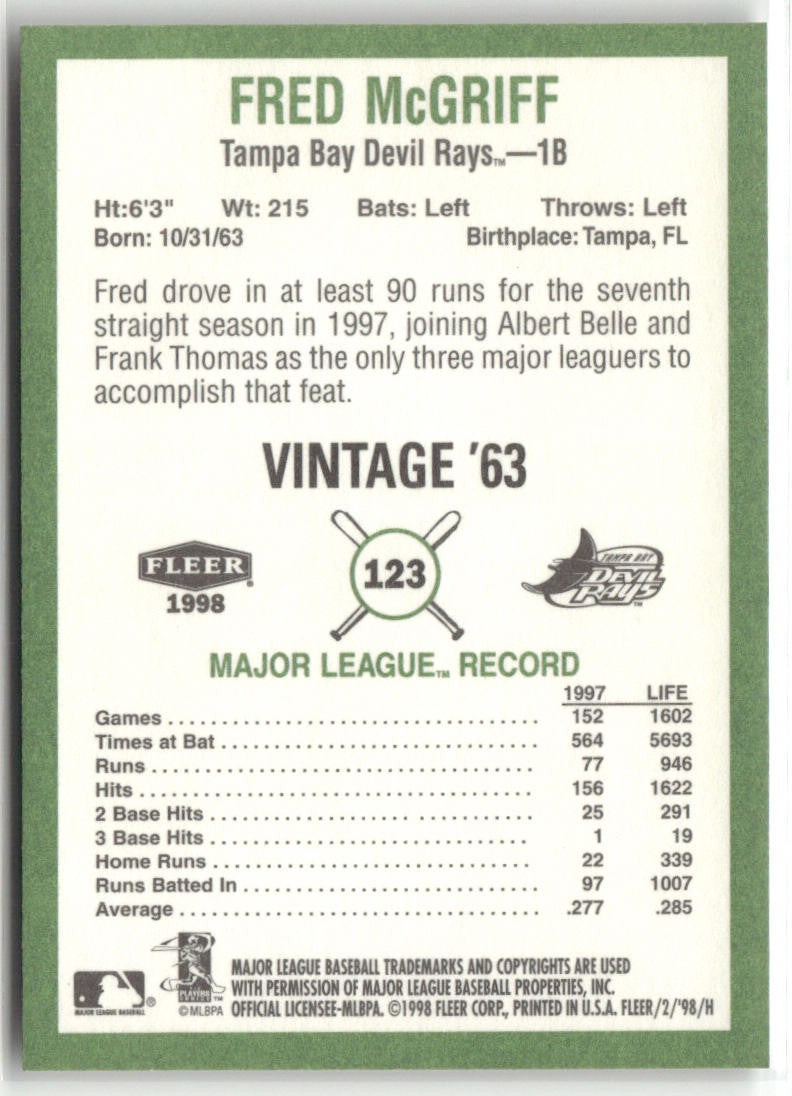 FRED McGRIFF
Tampa Bay Devil Rays™—1B
Ht:6'3" Wt: 215 Bats: Left Throws: Left
Born: 10/31/63 Birthplace: Tampa, FL
Fred drove in at least 90 runs for the seventh
straight season in 1997, joining Albert Belle and
Frank Thomas as the only three major leaguers to
accomplish that feat.
VINTAGE '63
FLEER®
1998
123
TAMPA BAY
DEVIL
RAYS™
MAJOR LEAGUE™ RECORD
1997 LIFE
Games 152 1602
Times at Bat 564 5693
Runs 77 946
Hits 156 1622
2 Base Hits 25 291
3 Base Hits 1 19
Home Runs 22 339
Runs Batted In 97 1007
Average .277 .285
MAJOR LEAGUE BASEBALL®
PLAYERS
CHOICE™
©MLBPA
MAJOR LEAGUE BASEBALL TRADEMARKS AND COPYRIGHTS ARE USED
WITH PERMISSION OF MAJOR LEAGUE BASEBALL PROPERTIES, INC.
OFFICIAL LICENSEE-MLBPA. ©1998 FLEER CORP., PRINTED IN U.S.A. FLEER/2/'98/H